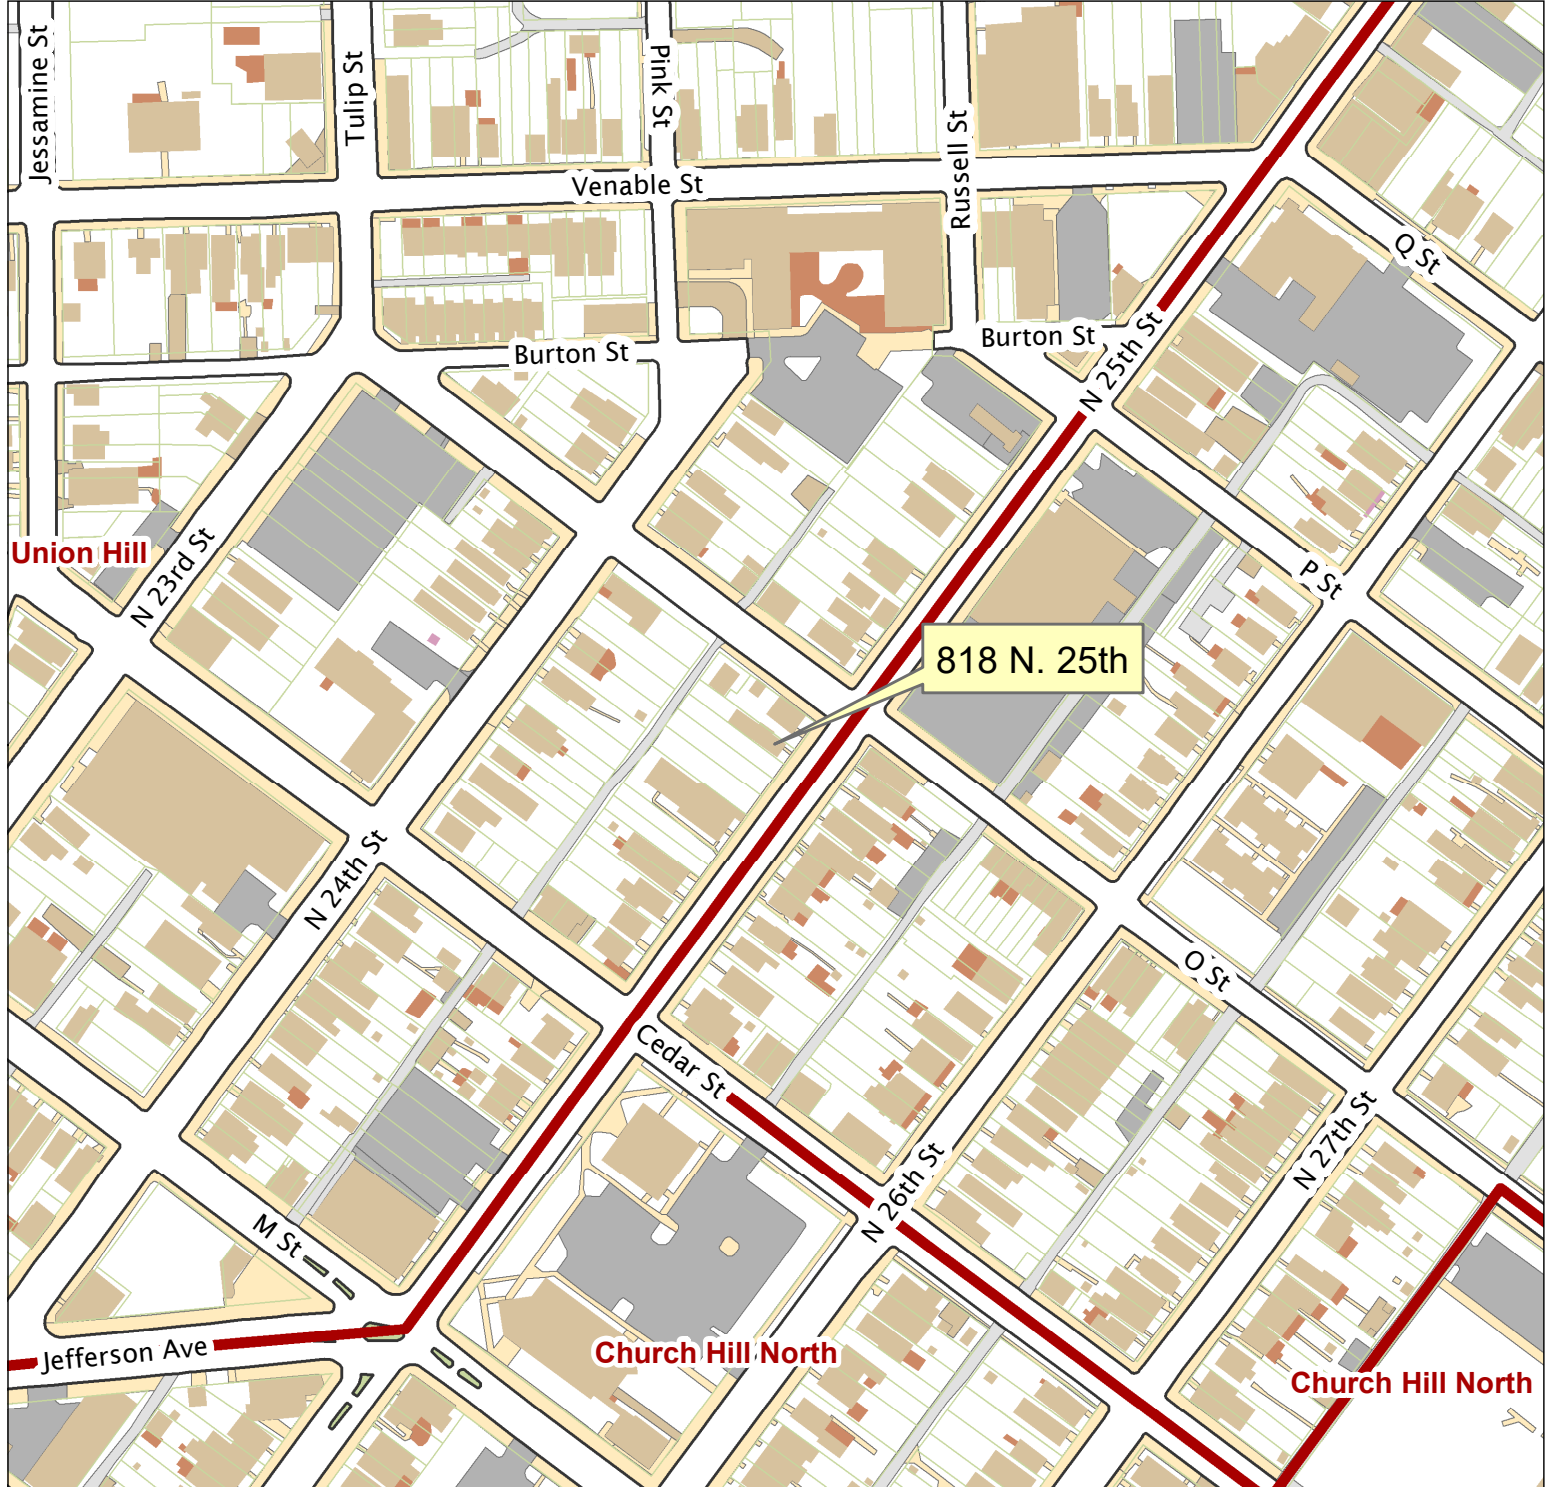 Jessamine St
Tulip St
Pink St
Russell St
Venable St
Q St
Burton St
Burton St
N 25th St
Union Hill
N 23rd St
P St
818 N. 25th
N 24th St
O St
Cedar St
N 27th St
N 26th St
M St
Jefferson Ave
Church Hill North
Church Hill North